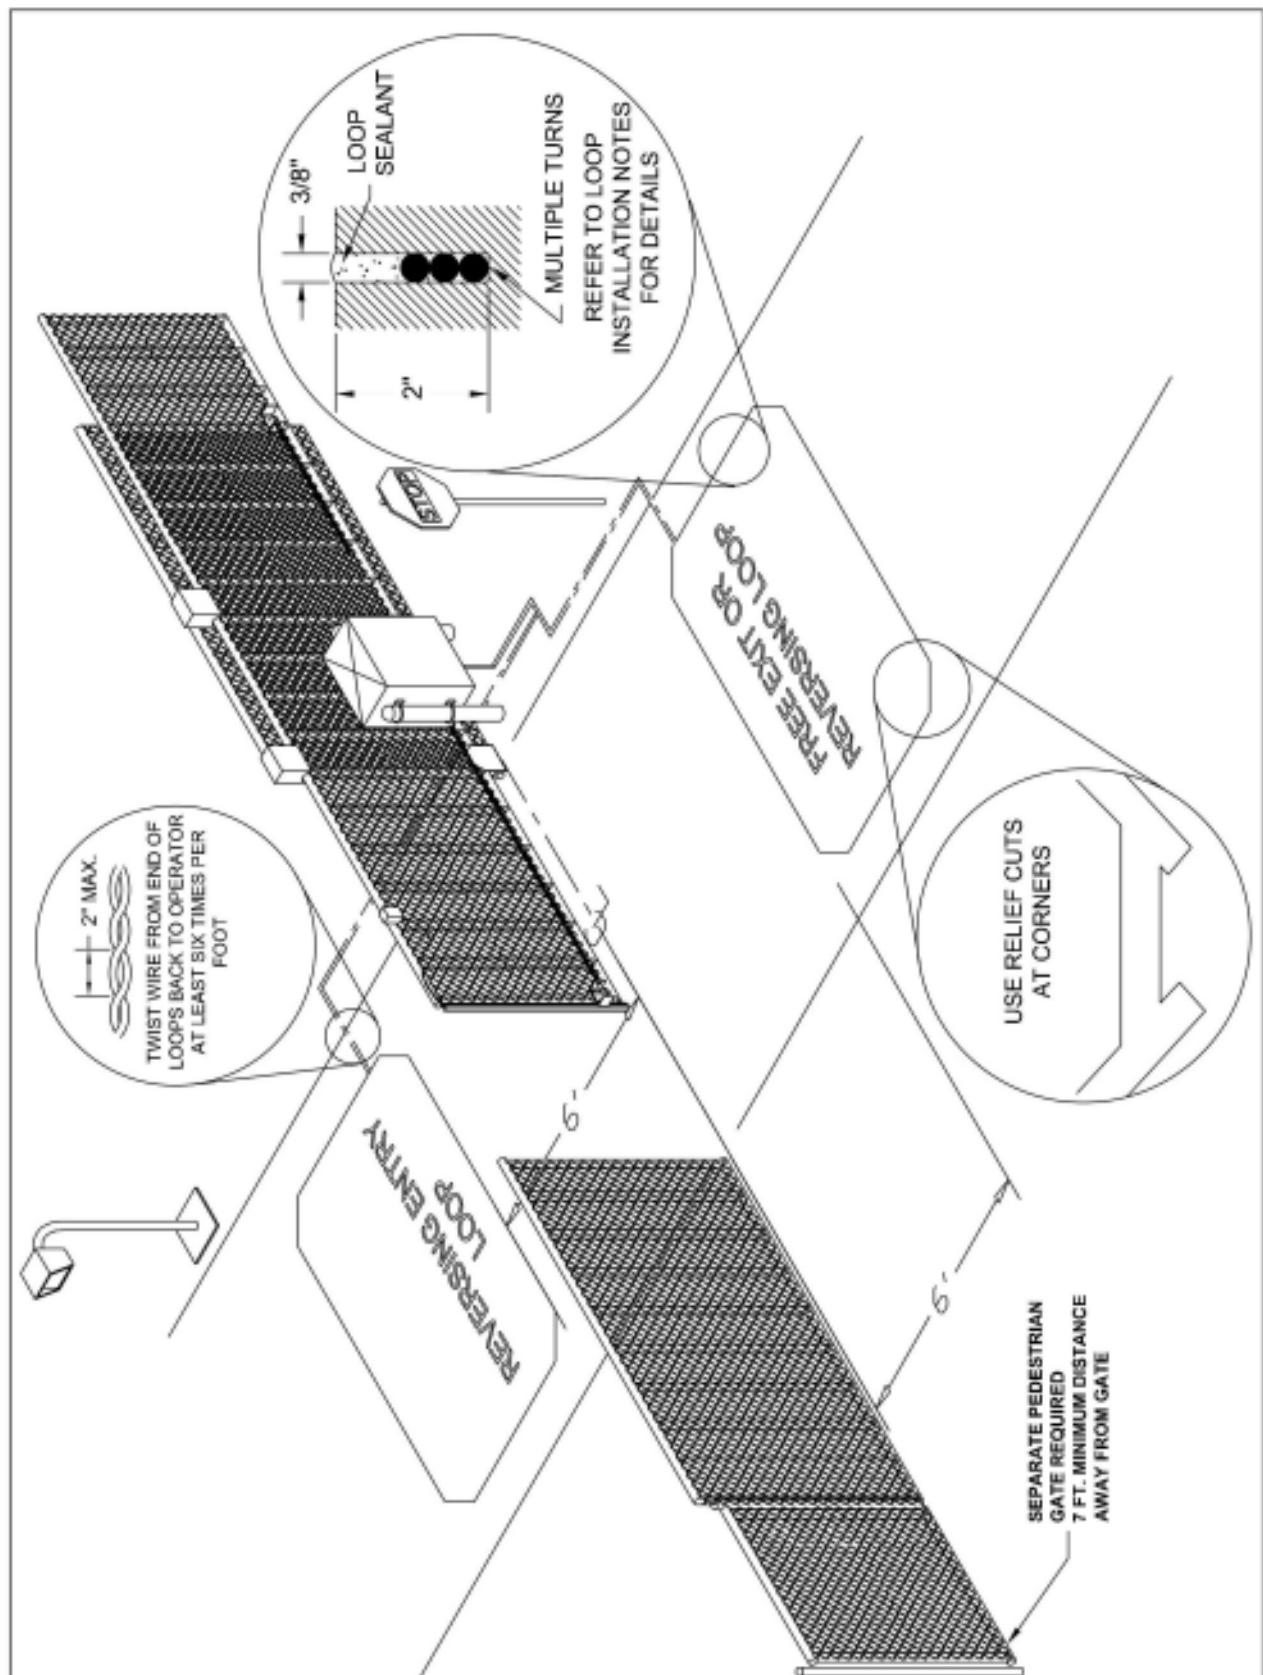 3/8"
LOOP
SEALANT
2"
MULTIPLE TURNS
REFER TO LOOP
INSTALLATION NOTES
FOR DETAILS
STOP
2" MAX.
TWIST WIRE FROM END OF
LOOPS BACK TO OPERATOR
AT LEAST SIX TIMES PER
FOOT
FREE EXIT OR
REVERSING LOOP
REVERSING ENTRY
LOOP
6'
6'
USE RELIEF CUTS
AT CORNERS
SEPARATE PEDESTRIAN
GATE REQUIRED
7 FT. MINIMUM DISTANCE
AWAY FROM GATE